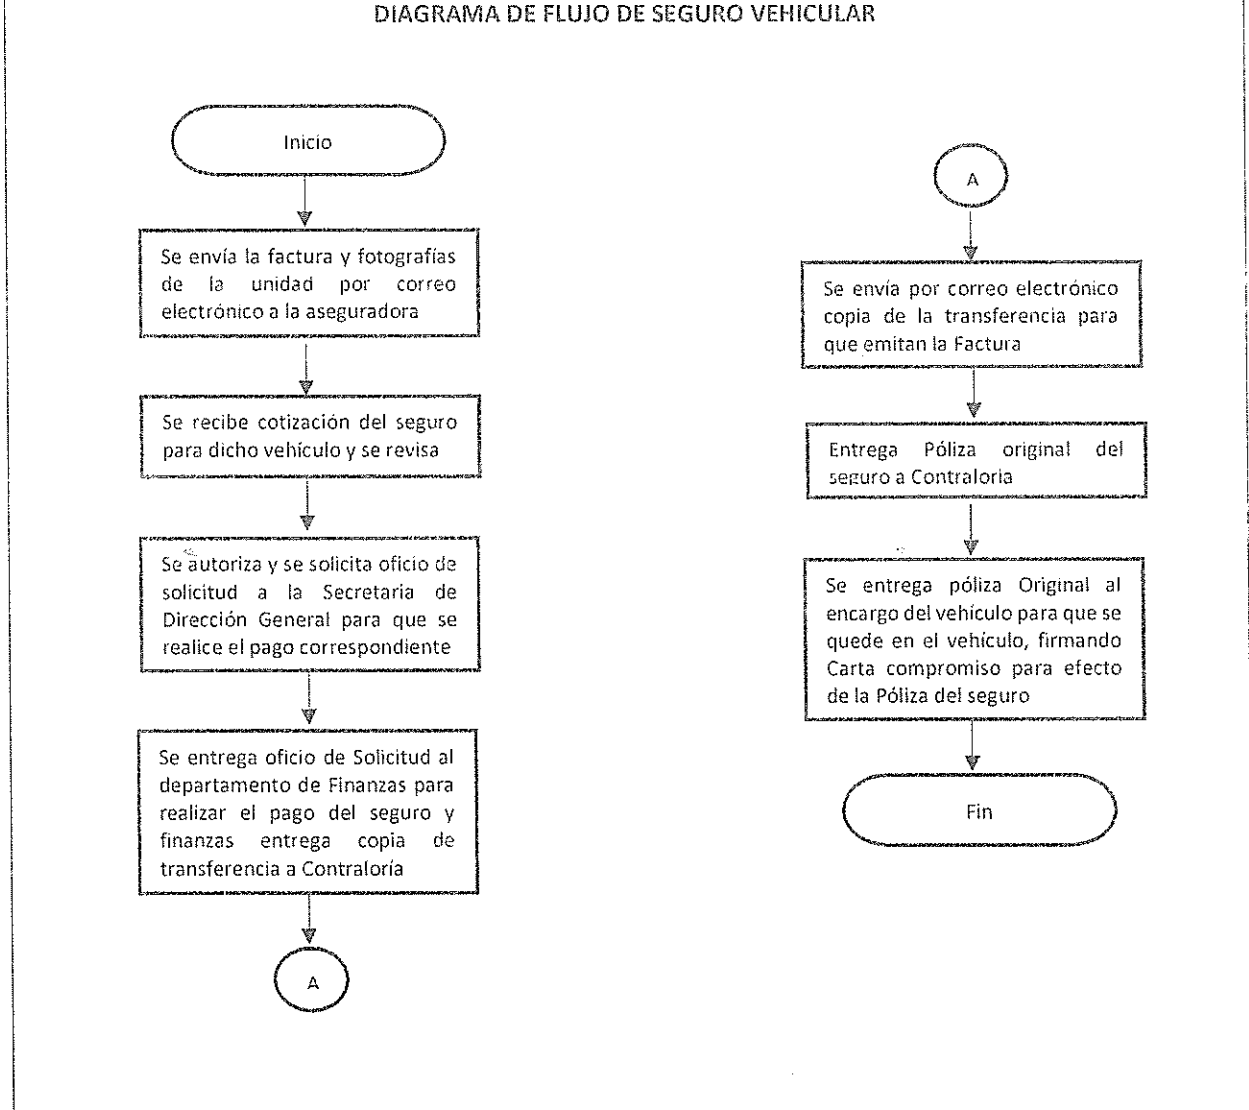 DIAGRAMA DE FLUJO DE SEGURO VEHICULAR
Inicio
Se envía la factura y fotografías
de la unidad por correo
electrónico a la aseguradora
Se recibe cotización del seguro
para dicho vehículo y se revisa
Se autoriza y se solicita oficio de
solicitud a la Secretaria de
Dirección General para que se
realice el pago correspondiente
Se entrega oficio de Solicitud al
departamento de Finanzas para
realizar el pago del seguro y
finanzas entrega copia de
transferencia a Contraloría
A
A
Se envía por correo electrónico
copia de la transferencia para
que emitan la Factura
Entrega Póliza original del
seguro a Contraloria
Se entrega póliza Original al
encargo del vehículo para que se
quede en el vehículo, firmando
Carta compromiso para efecto
de la Póliza del seguro
Fin